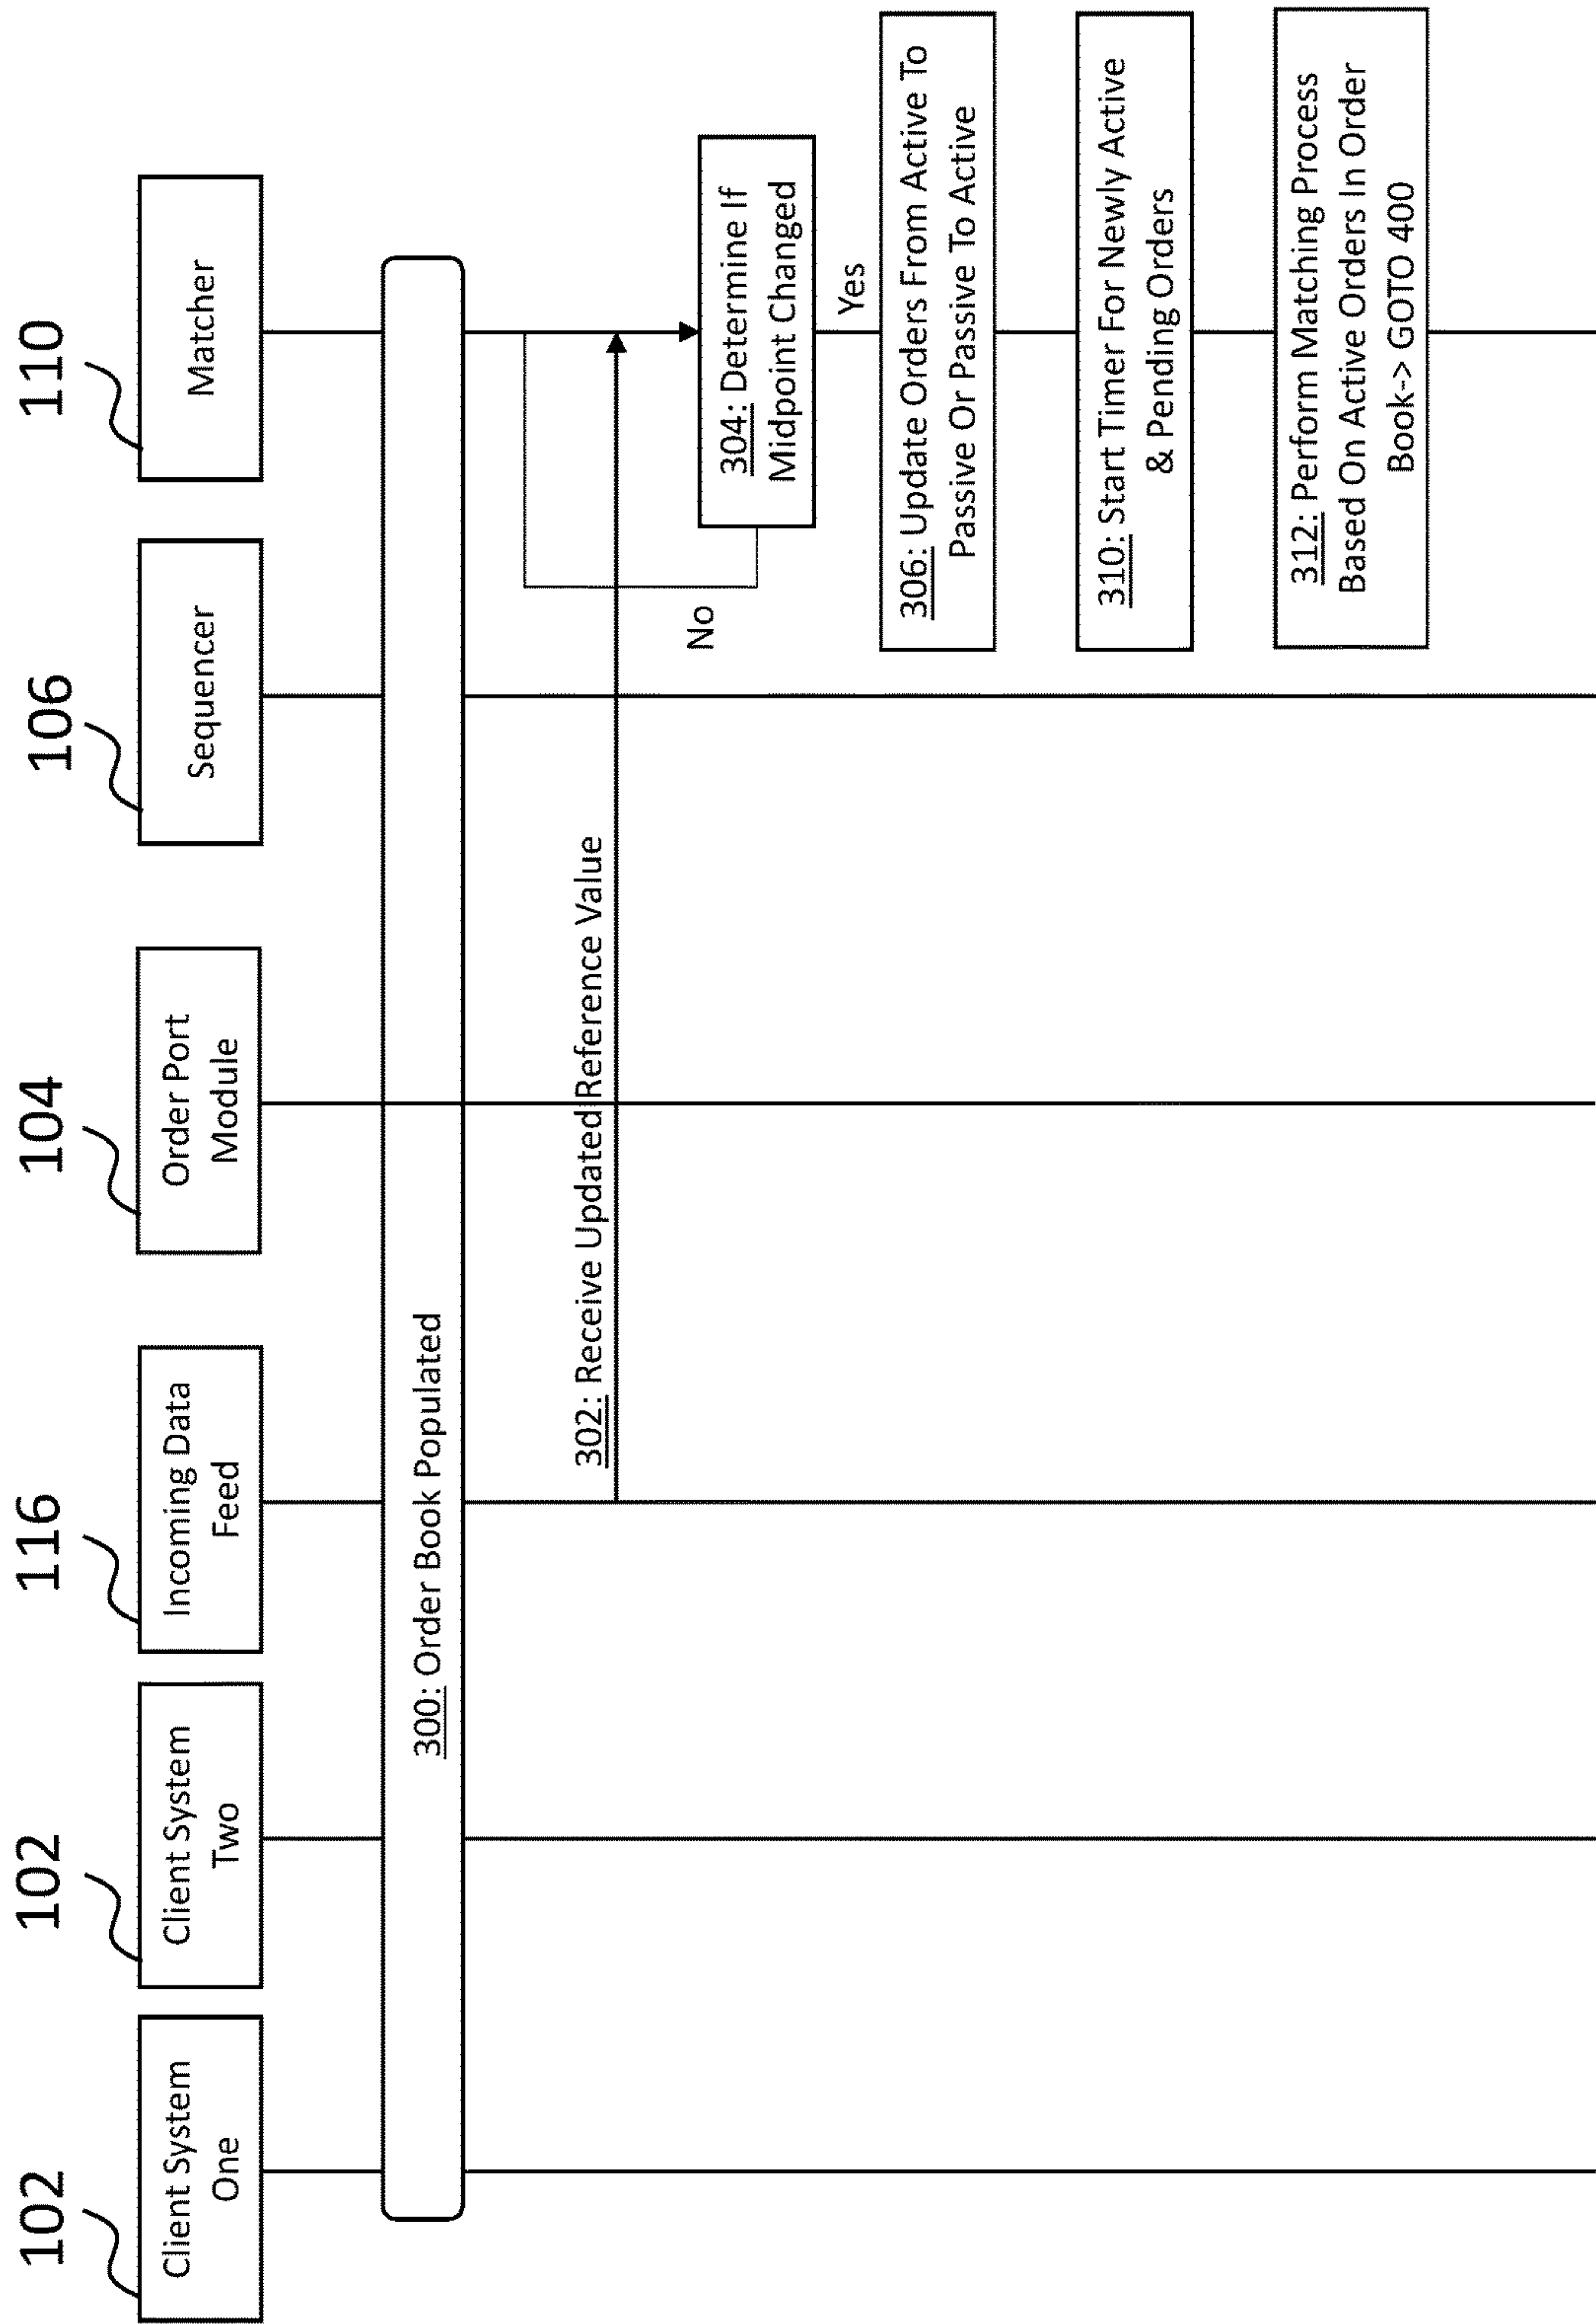 102
102
116
104
106
110
Client System
One
Client System
Two
Incoming Data
Feed
Order Port
Module
Sequencer
Matcher
300: Order Book Populated
302: Receive Updated Reference Value
304: Determine If
Midpoint Changed
No
Yes
306: Update Orders From Active To
Passive Or Passive To Active
310: Start Timer For Newly Active
& Pending Orders
312: Perform Matching Process
Based On Active Orders In Order
Book-> GOTO 400